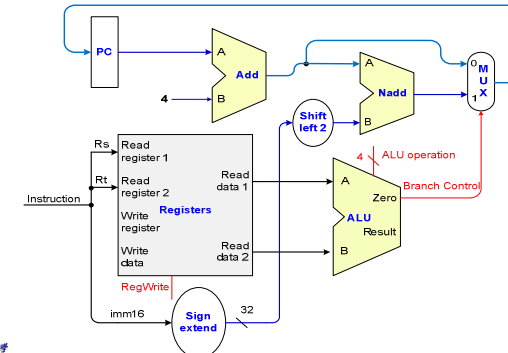 PC
A
Add
4
B
A
Nadd
B
0
M
U
X
1
Shift
left 2
4
ALU operation
Branch Control
Rs
Read
register 1
Rt
Read
register 2
Read
data 1
Instruction
Write
register
Registers
Write
data
Read
data 2
A
Zero
ALU
Result
B
RegWrite
imm16
Sign
extend
32